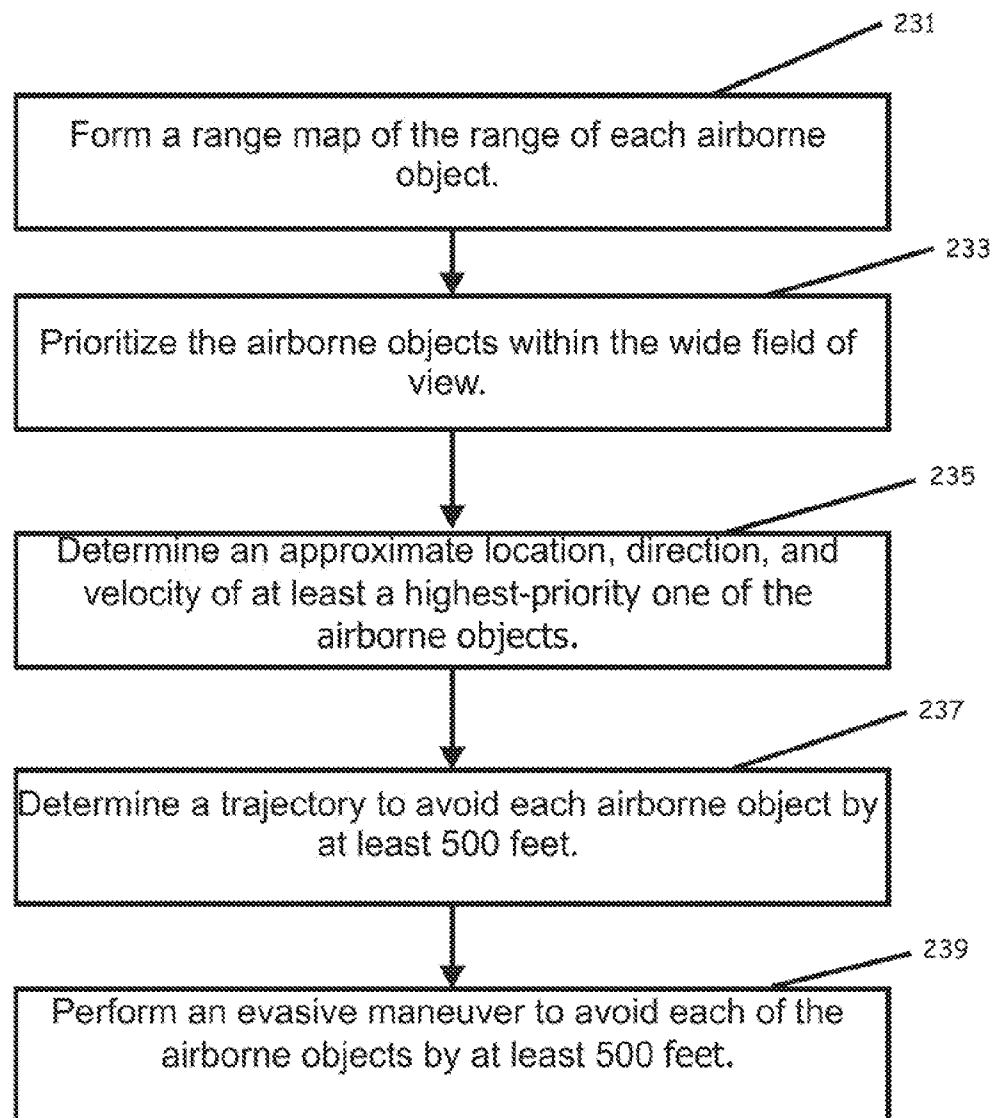 231
Form a range map of the range of each airborne
object.
233
Prioritize the airborne objects within the wide field of
view.
235
Determine an approximate location, direction, and
velocity of at least a highest-priority one of the
airborne objects.
237
Determine a trajectory to avoid each airborne object by
at least 500 feet.
239
Perform an evasive maneuver to avoid each of the
airborne objects by at least 500 feet.